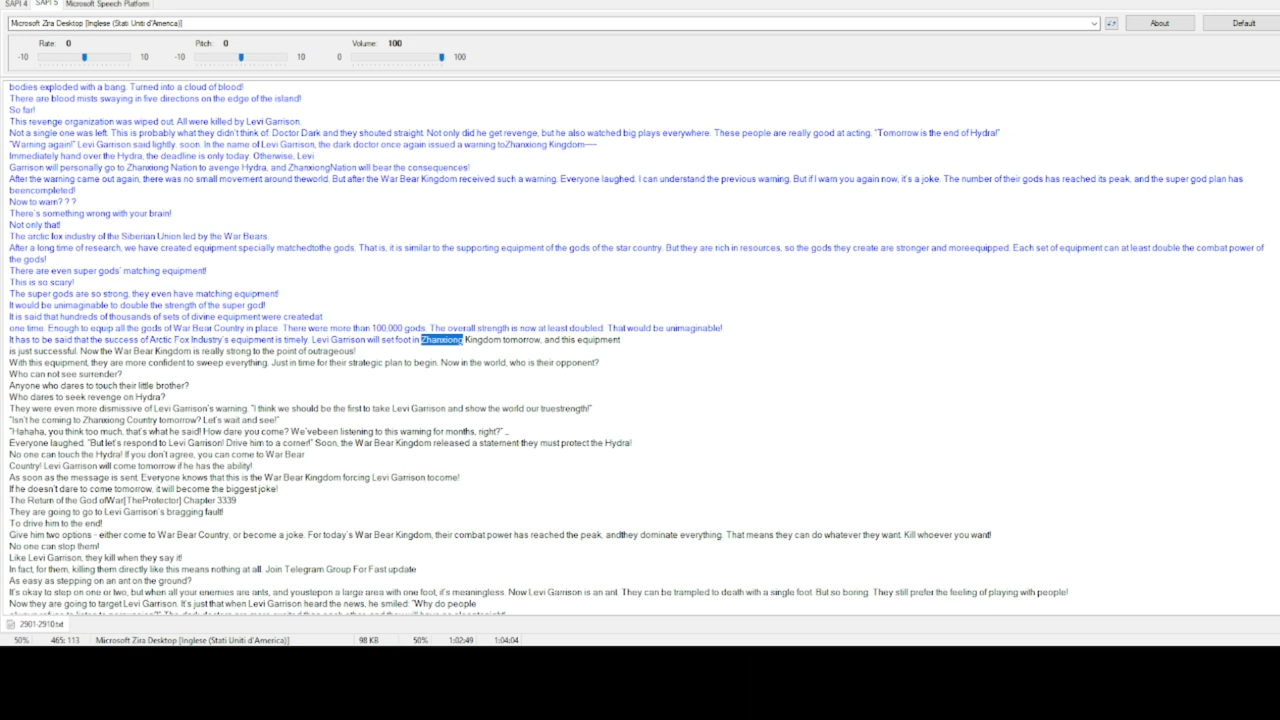 SAPI 4 SAPI 5 Microsoft Speech Platform
Microsoft Zira Desktop [Inglese (Stati Uniti d'America)] About Default
Rate: 0 Pitch: 0 Volume: 100
-10 10 -10 10 0 100
bodies exploded with a bang. Turned into a cloud of blood!
There are blood mists swaying in five directions on the edge of the island!
So far!
This revenge organization was wiped out. All were killed by Levi Garrison.
Not a single one was left. This is probably what they didn't think of. Doctor Dark and they shouted straight. Not only did he get revenge, but he also watched big plays everywhere. These people are really good at acting. "Tomorrow is the end of Hydra!"
"Warning again!" Levi Garrison said lightly. soon. In the name of Levi Garrison, the dark doctor once again issued a warning toZhanxiong Kingdom——
Immediately hand over the Hydra, the deadline is only today. Otherwise, Levi
Garrison will personally go to Zhanxiong Nation to avenge Hydra, and ZhanxiongNation will bear the consequences!
After the warning came out again, there was no small movement around theworld. But after the War Bear Kingdom received such a warning. Everyone laughed. I can understand the previous warning. But if I warn you again now, it's a joke. The number of their gods has reached its peak, and the super god plan has
beencompleted!
Now to warn? ? ?
There's something wrong with your brain!
Not only that!
The arctic fox industry of the Siberian Union led by the War Bears.
After a long time of research, we have created equipment specially matchedtothe gods. That is, it is similar to the supporting equipment of the gods of the star country. But they are rich in resources, so the gods they create are stronger and moreequipped. Each set of equipment can at least double the combat power of
the gods!
There are even super gods' matching equipment!
This is so scary!
The super gods are so strong, they even have matching equipment!
It would be unimaginable to double the strength of the super god!
It is said that hundreds of thousands of sets of divine equipment were createdat
one time. Enough to equip all the gods of War Bear Country in place. There were more than 100,000 gods. The overall strength is now at least doubled. That would be unimaginable!
It has to be said that the success of Arctic Fox Industry's equipment is timely. Levi Garrison will set foot in Zhanxiong Kingdom tomorrow, and this equipment
is just successful. Now the War Bear Kingdom is really strong to the point of outrageous!
With this equipment, they are more confident to sweep everything. Just in time for their strategic plan to begin. Now in the world, who is their opponent?
Who can not see surrender?
Anyone who dares to touch their little brother?
Who dares to seek revenge on Hydra?
They were even more dismissive of Levi Garrison's warning. "I think we should be the first to take Levi Garrison and show the world our truestrength!"
"Isn't he coming to Zhanxiong Country tomorrow? Let's wait and see!"
"Hahaha, you think too much, that's what he said! How dare you come? We'vebeen listening to this warning for months, right?" ..
Everyone laughed. "But let's respond to Levi Garrison! Drive him to a corner!" Soon, the War Bear Kingdom released a statement they must protect the Hydra!
No one can touch the Hydra! If you don't agree, you can come to War Bear
Country! Levi Garrison will come tomorrow if he has the ability!
As soon as the message is sent. Everyone knows that this is the War Bear Kingdom forcing Levi Garrison tocome!
If he doesn't dare to come tomorrow, it will become the biggest joke!
The Return of the God ofWar[TheProtector] Chapter 3339
They are going to go to Levi Garrison's bragging fault!
To drive him to the end!
Give him two options - either come to War Bear Country, or become a joke. For today's War Bear Kingdom, their combat power has reached the peak, andthey dominate everything. That means they can do whatever they want. Kill whoever you want!
No one can stop them!
Like Levi Garrison, they kill when they say it!
In fact, for them, killing them directly like this means nothing at all. Join Telegram Group For Fast update
As easy as stepping on an ant on the ground?
It's okay to step on one or two, but when all your enemies are ants, and youstepon a large area with one foot, it's meaningless. Now Levi Garrison is an ant. They can be trampled to death with a single foot. But so boring. They still prefer the feeling of playing with people!
Now they are going to target Levi Garrison. It's just that when Levi Garrison heard the news, he smiled: "Why do people
2901-2910.txt
50% 465: 113 Microsoft Zira Desktop [Inglese (Stati Uniti d'America)] 98 KB 50% 1:02:49 1:04:04